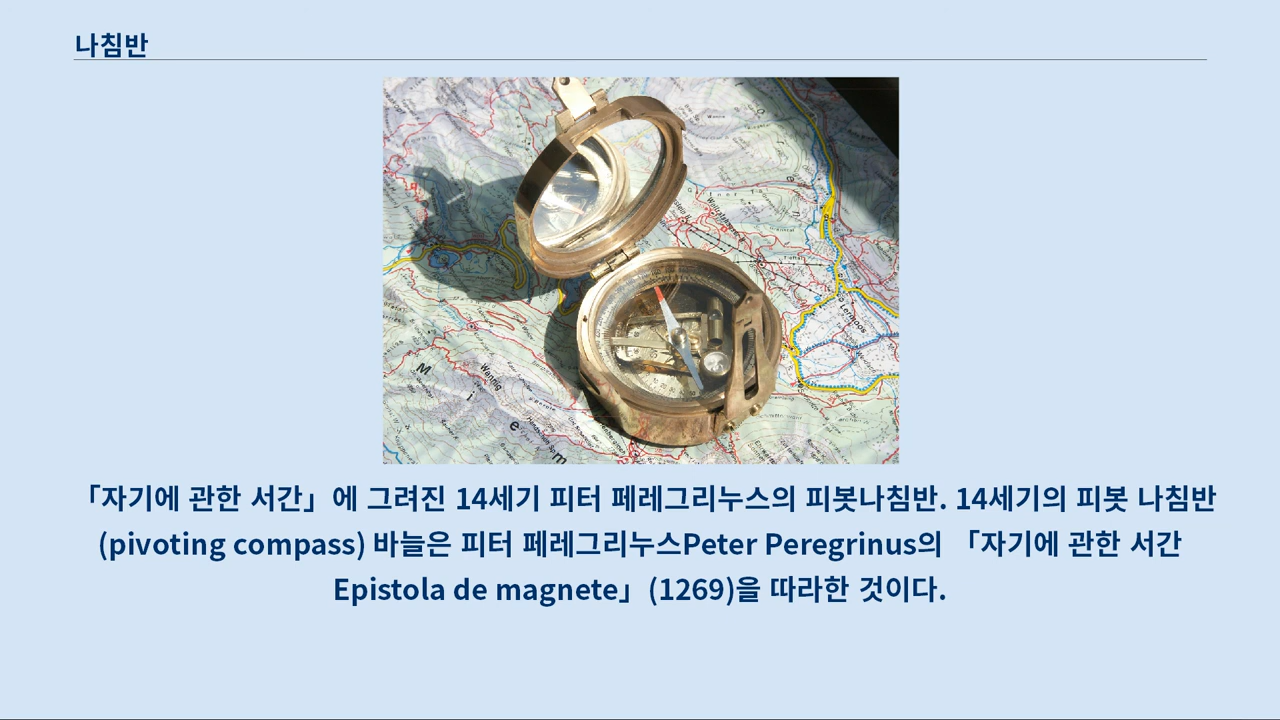 나침반
「자기에 관한 서간」에 그려진 14세기 피터 페레그리누스의 피봇나침반. 14세기의 피봇 나침반
(pivoting compass) 바늘은 피터 페레그리누스Peter Peregrinus의 「자기에 관한 서간
Epistola de magnete」(1269)을 따라한 것이다.
Lermoos
Wannig
M
i
e
m